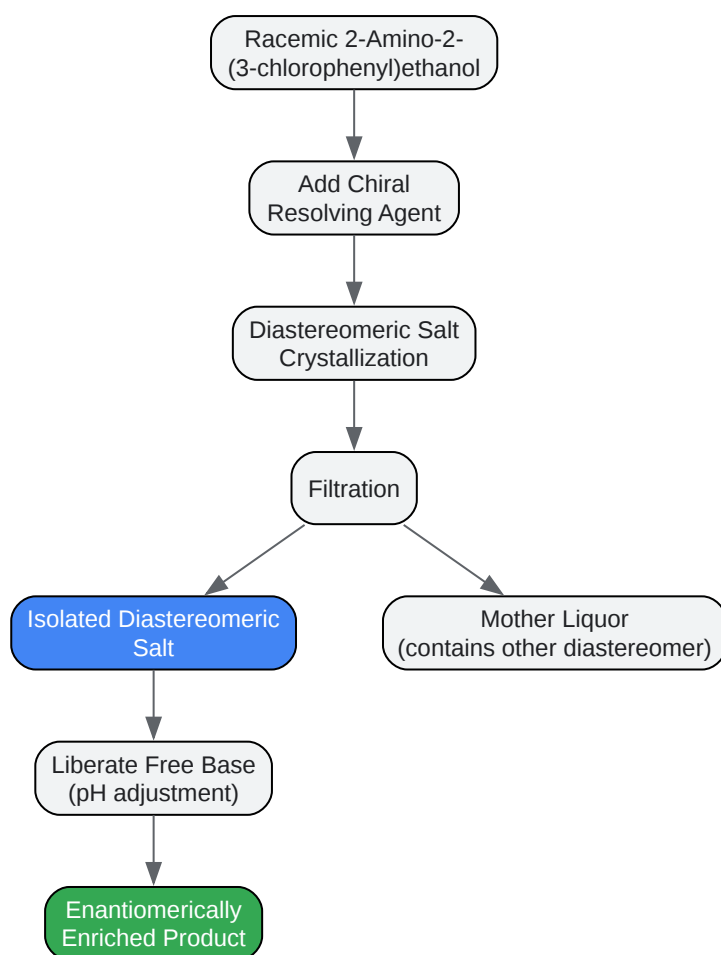 Racemic 2-Amino-2-
(3-chlorophenyl)ethanol
Add Chiral
Resolving Agent
Diastereomeric Salt
Crystallization
Filtration
Isolated Diastereomeric
Salt
Mother Liquor
(contains other diastereomer)
Liberate Free Base
(pH adjustment)
Enantiomerically
Enriched Product